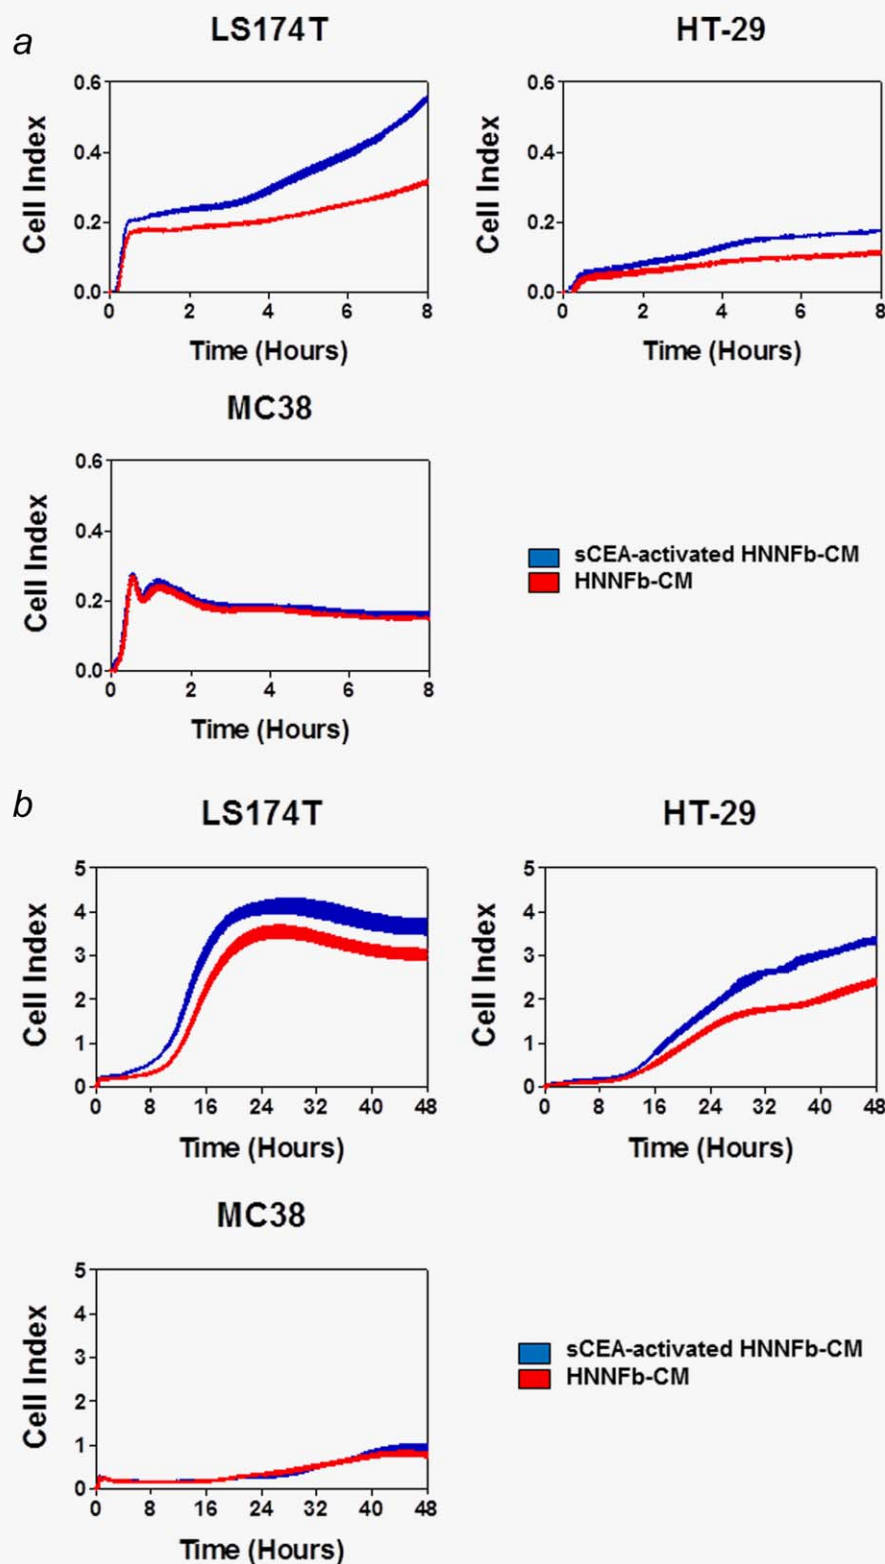 a
LS174T
HT-29
Cell Index
0.6
0.4
0.2
0.0
0 2 4 6 8
Time (Hours)
Cell Index
0.6
0.4
0.2
0.0
0 2 4 6 8
Time (Hours)
MC38
Cell Index
0.6
0.4
0.2
0.0
0 2 4 6 8
Time (Hours)
sCEA-activated HNNFb-CM
HNNFb-CM
b
LS174T
HT-29
Cell Index
5
4
3
2
1
0
0 8 16 24 32 40 48
Time (Hours)
Cell Index
5
4
3
2
1
0
0 8 16 24 32 40 48
Time (Hours)
MC38
Cell Index
5
4
3
2
1
0
0 8 16 24 32 40 48
Time (Hours)
sCEA-activated HNNFb-CM
HNNFb-CM